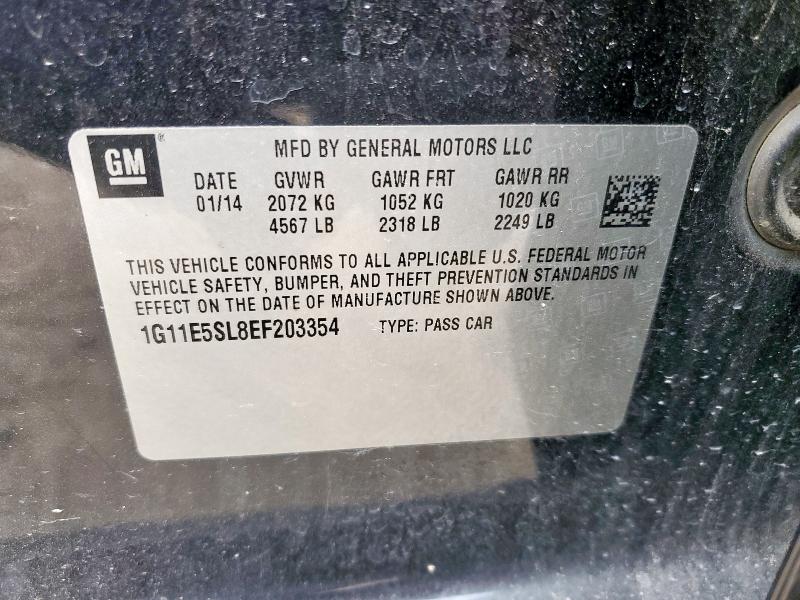 GM
MFD BY GENERAL MOTORS LLC
DATE GVWR GAWR FRT GAWR RR
01/14 2072 KG 1052 KG 1020 KG
4567 LB 2318 LB 2249 LB
THIS VEHICLE CONFORMS TO ALL APPLICABLE U.S. FEDERAL MOTOR
VEHICLE SAFETY, BUMPER, AND THEFT PREVENTION STANDARDS IN
EFFECT ON THE DATE OF MANUFACTURE SHOWN ABOVE.
1G11E5SL8EF203354 TYPE: PASS CAR